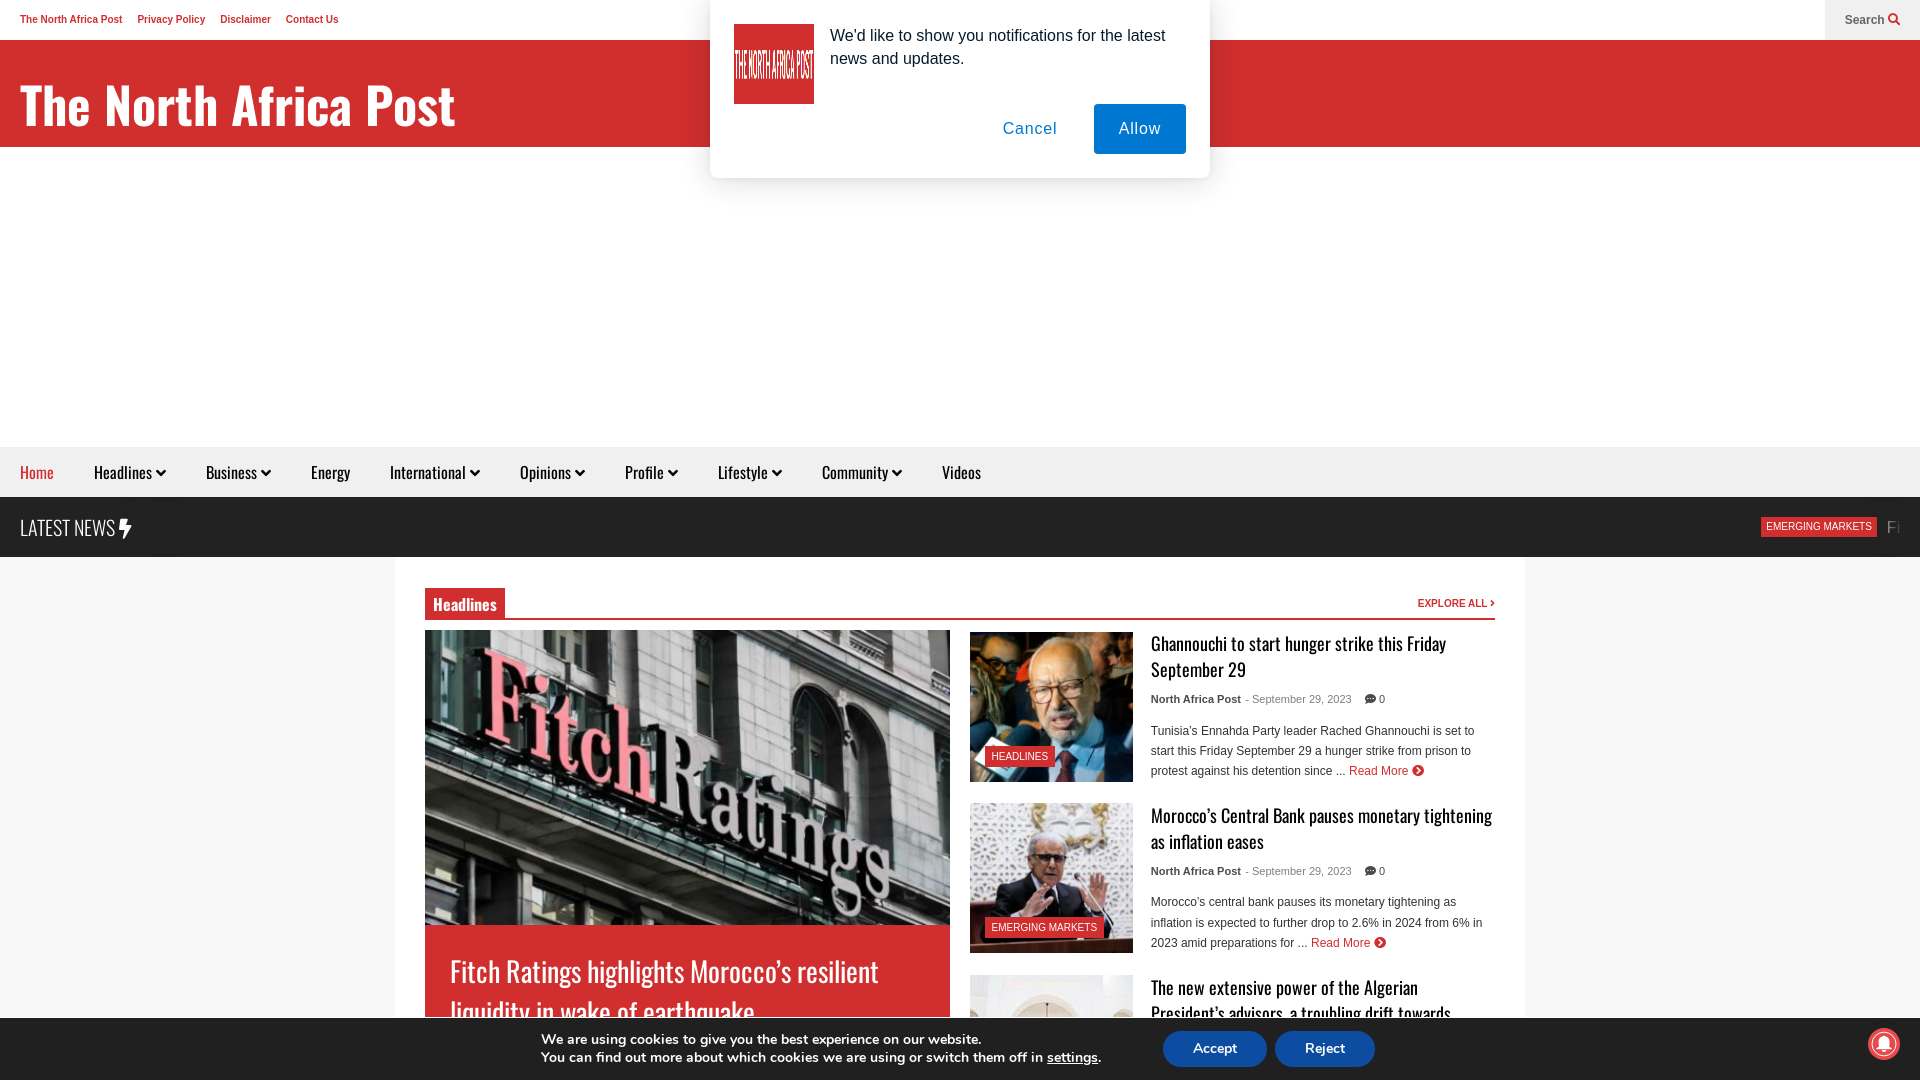 The North Africa Post Privacy Policy Disclaimer Contact Us
Search
We'd like to show you notifications for the latest
news and updates.
THE NORTH AFRICA POST
Cancel Allow
The North Africa Post
Home Headlines Business Energy International Opinions Profile Lifestyle Community Videos
LATEST NEWS
EMERGING MARKETS Fi
Headlines
EXPLORE ALL
FitchRatings
Fitch Ratings highlights Morocco’s resilient
liquidity in wake of earthquake
HEADLINES
Ghannouchi to start hunger strike this Friday
September 29
North Africa Post - September 29, 2023 0
Tunisia’s Ennahda Party leader Rached Ghannouchi is set to
start this Friday September 29 a hunger strike from prison to
protest against his detention since ... Read More
EMERGING MARKETS
Morocco’s Central Bank pauses monetary tightening
as inflation eases
North Africa Post - September 29, 2023 0
Morocco’s central bank pauses its monetary tightening as
inflation is expected to further drop to 2.6% in 2024 from 6% in
2023 amid preparations for ... Read More
The new extensive power of the Algerian
President’s advisors, a troubling drift towards
We are using cookies to give you the best experience on our website.
You can find out more about which cookies we are using or switch them off in settings.
Accept Reject